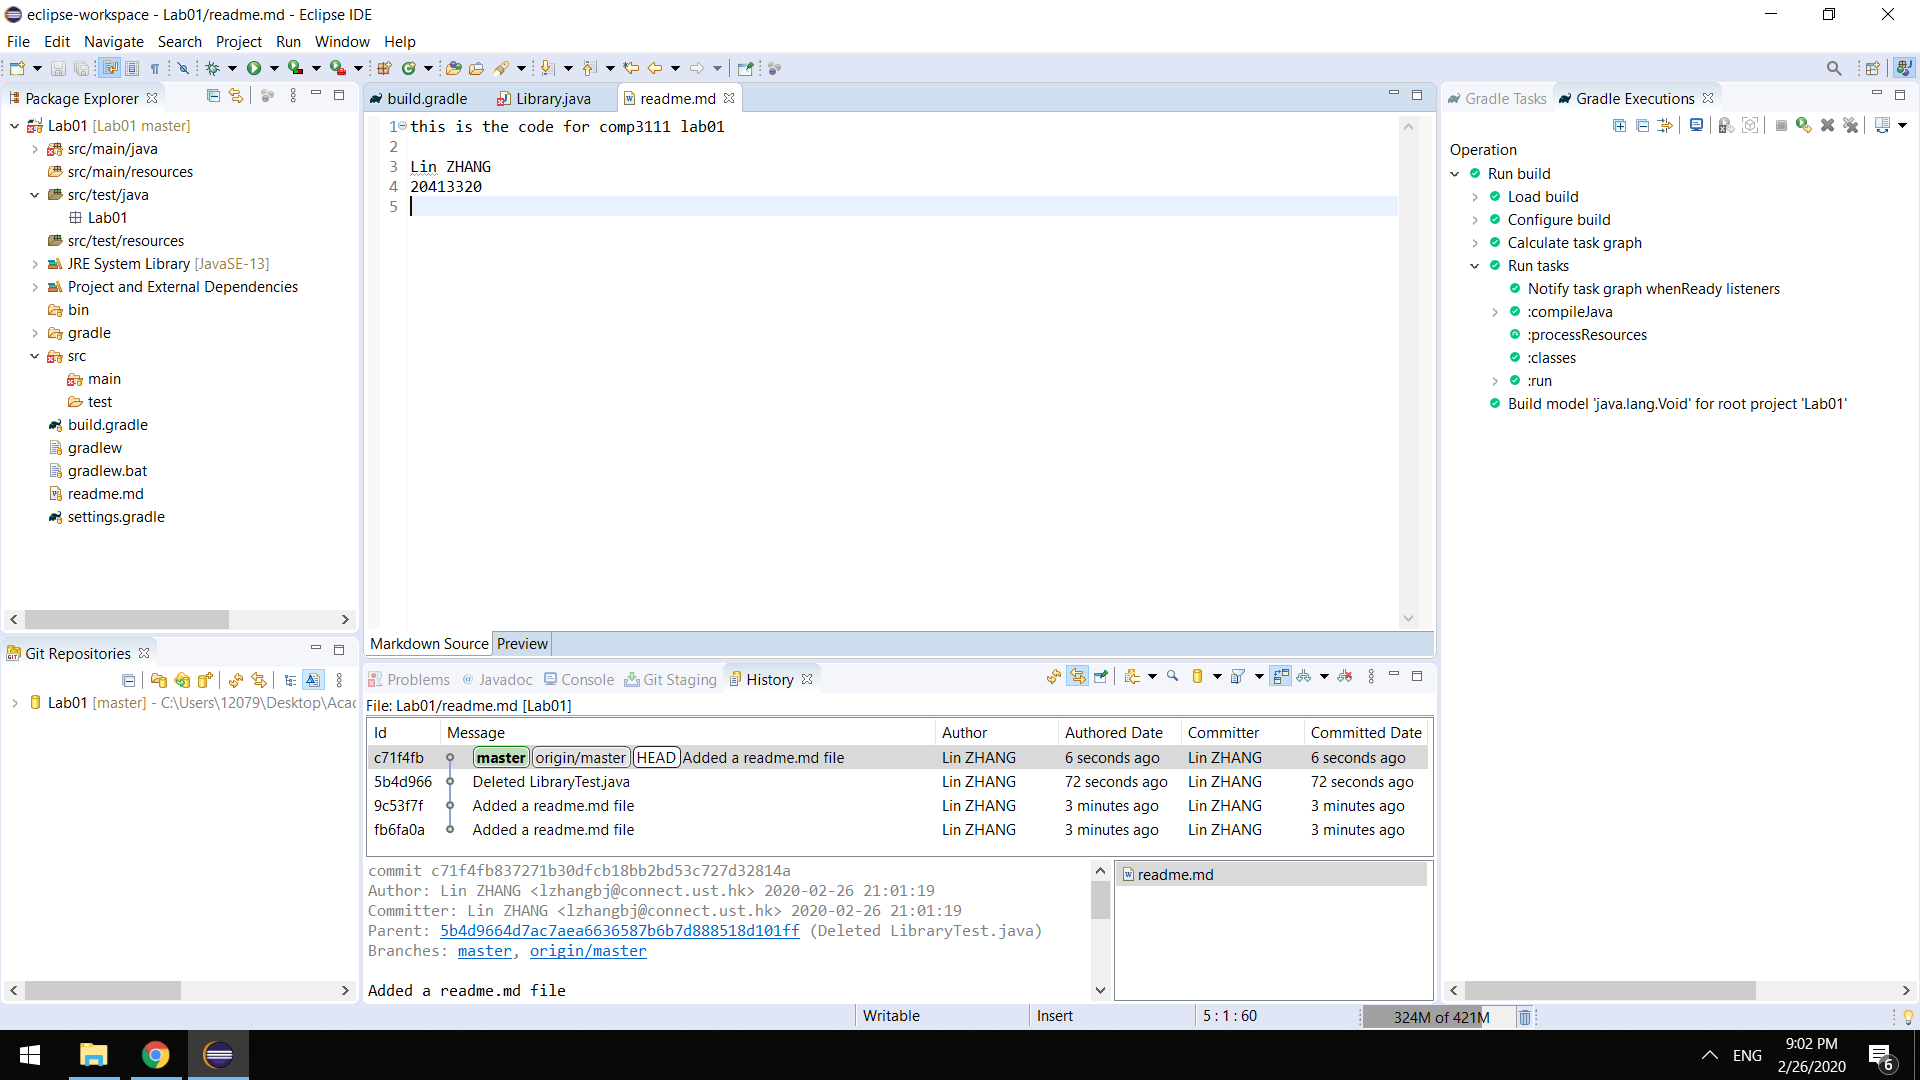 eclipse-workspace - Lab01/readme.md - Eclipse IDE
File Edit Navigate Search Project Run Window Help
Package Explorer
Lab01 [Lab01 master]
src/main/java
src/main/resources
src/test/java
Lab01
src/test/resources
JRE System Library [JavaSE-13]
Project and External Dependencies
bin
gradle
src
main
test
build.gradle
gradlew
gradlew.bat
readme.md
settings.gradle
Git Repositories
Lab01 [master] - C:\Users\12079\Desktop\Acad
build.gradle Library.java readme.md
1 this is the code for comp3111 lab01
2
3 Lin ZHANG
4 20413320
5
Markdown Source Preview
Problems Javadoc Console Git Staging History
File: Lab01/readme.md [Lab01]
Id Message Author Authored Date Committer Committed Date
c71f4fb master origin/master HEAD Added a readme.md file Lin ZHANG 6 seconds ago Lin ZHANG 6 seconds ago
5b4d966 Deleted LibraryTest.java Lin ZHANG 72 seconds ago Lin ZHANG 72 seconds ago
9c53f7f Added a readme.md file Lin ZHANG 3 minutes ago Lin ZHANG 3 minutes ago
fb6fa0a Added a readme.md file Lin ZHANG 3 minutes ago Lin ZHANG 3 minutes ago
commit c71f4fb837271b30dfcb18bb2bd53c727d32814a
Author: Lin ZHANG <lzhangbj@connect.ust.hk> 2020-02-26 21:01:19
Committer: Lin ZHANG <lzhangbj@connect.ust.hk> 2020-02-26 21:01:19
Parent: 5b4d9664d7ac7aea6636587b6b7d888518d101ff (Deleted LibraryTest.java)
Branches: master, origin/master
Added a readme.md file
readme.md
Gradle Tasks Gradle Executions
Operation
Run build
Load build
Configure build
Calculate task graph
Run tasks
Notify task graph whenReady listeners
:compileJava
:processResources
:classes
:run
Build model 'java.lang.Void' for root project 'Lab01'
Writable Insert 5 : 1 : 60 324M of 421M
ENG
9:02 PM
2/26/2020
6